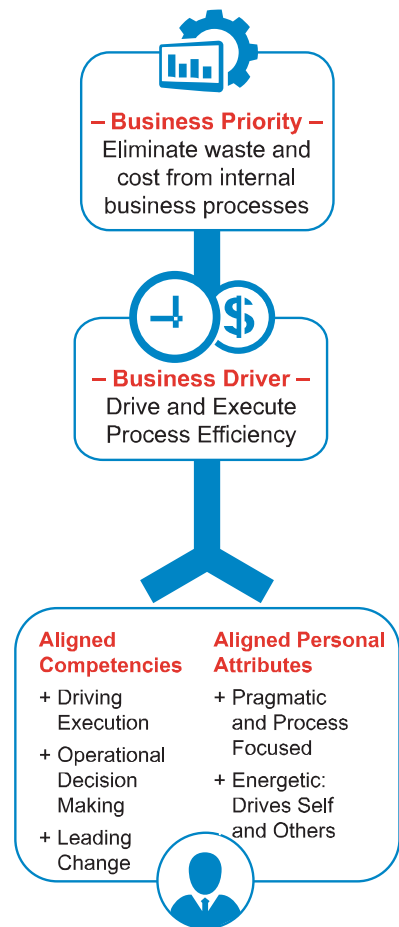 – Business Priority –
Eliminate waste and
cost from internal
business processes
$
– Business Driver –
Drive and Execute
Process Efficiency
Aligned
Competencies
+ Driving
Execution
+ Operational
Decision
Making
+ Leading
Change
Aligned Personal
Attributes
+ Pragmatic
and Process
Focused
+ Energetic:
Drives Self
and Others